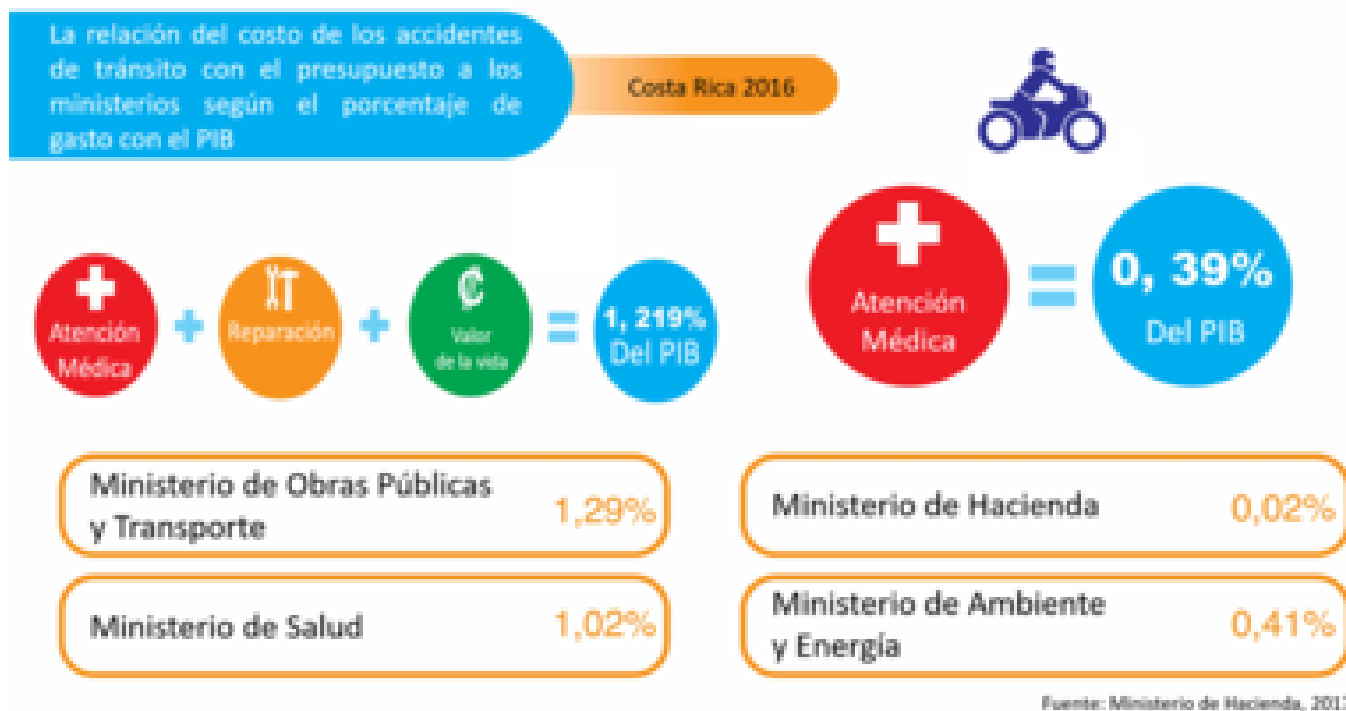 La relación del costo de los accidentes
de tránsito con el presupuesto a los
ministerios según el porcentaje de
gasto con el PIB
Costa Rica 2016
Atención
Médica
+
Reparación
+
₡
Valor
de la vida
=
1, 219%
Del PIB
Atención
Médica
=
0, 39%
Del PIB
Ministerio de Obras Públicas
y Transporte
1,29%
Ministerio de Hacienda
0,02%
Ministerio de Salud
1,02%
Ministerio de Ambiente
y Energía
0,41%
Fuente: Ministerio de Hacienda,